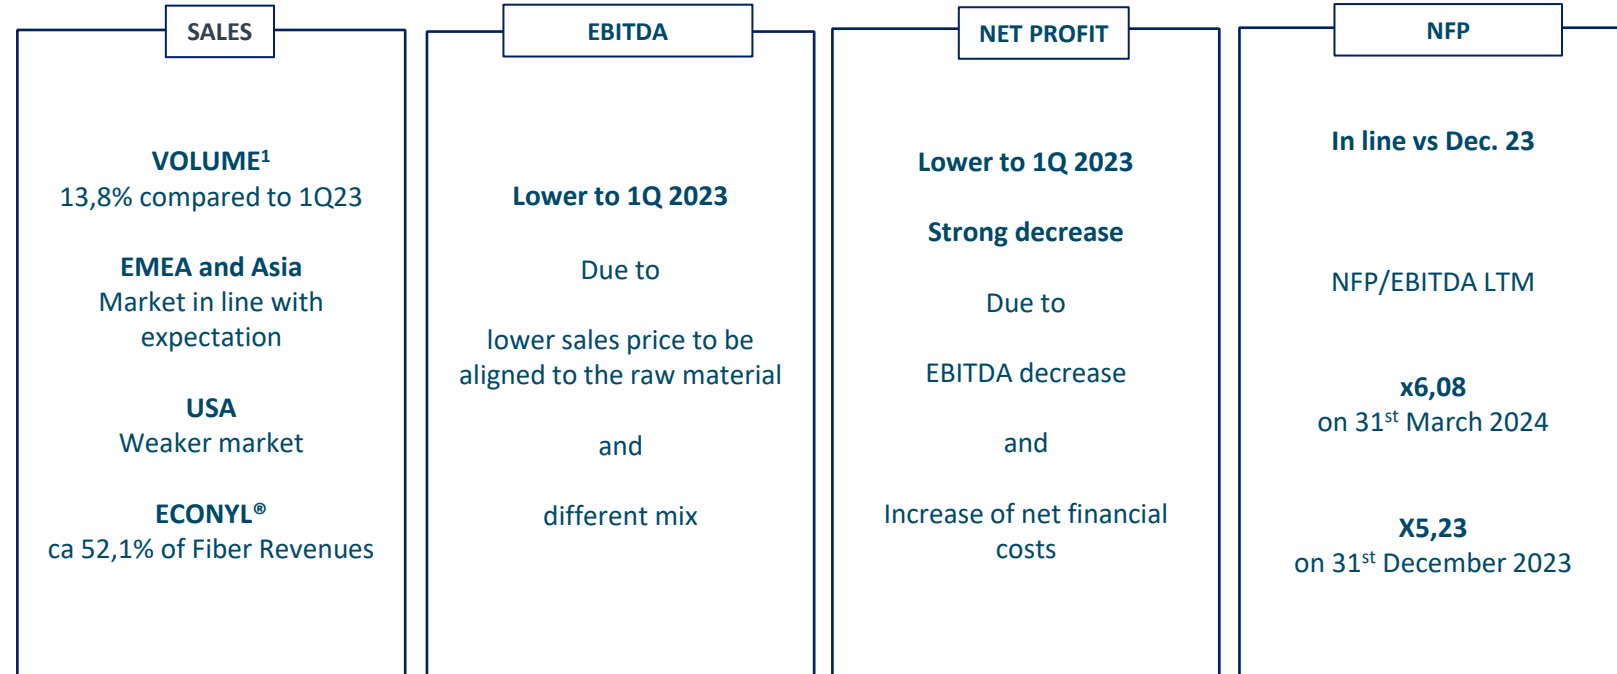 SALES
VOLUME¹
13,8% compared to 1Q23
EMEA and Asia
Market in line with
expectation
USA
Weaker market
ECONYL®
ca 52,1% of Fiber Revenues
EBITDA
Lower to 1Q 2023
Due to
lower sales price to be
aligned to the raw material
and
different mix
NET PROFIT
Lower to 1Q 2023
Strong decrease
Due to
EBITDA decrease
and
Increase of net financial
costs
NFP
In line vs Dec. 23
NFP/EBITDA LTM
x6,08
on 31st March 2024
X5,23
on 31st December 2023